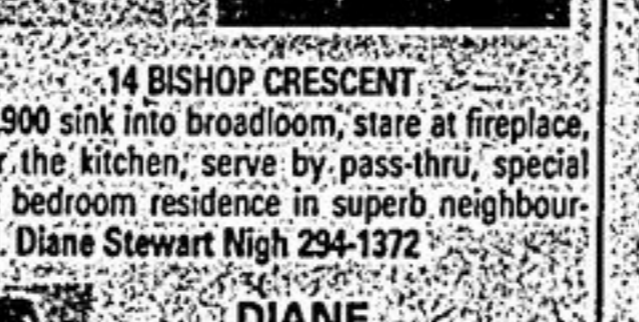 14 BISHOP CRESCENT
900 sink into broadloom, stare at fireplace,
the kitchen, serve by pass-thru, special
bedroom residence in superb neighbour-
Diane Stewart Nigh 294-1372
DIANE